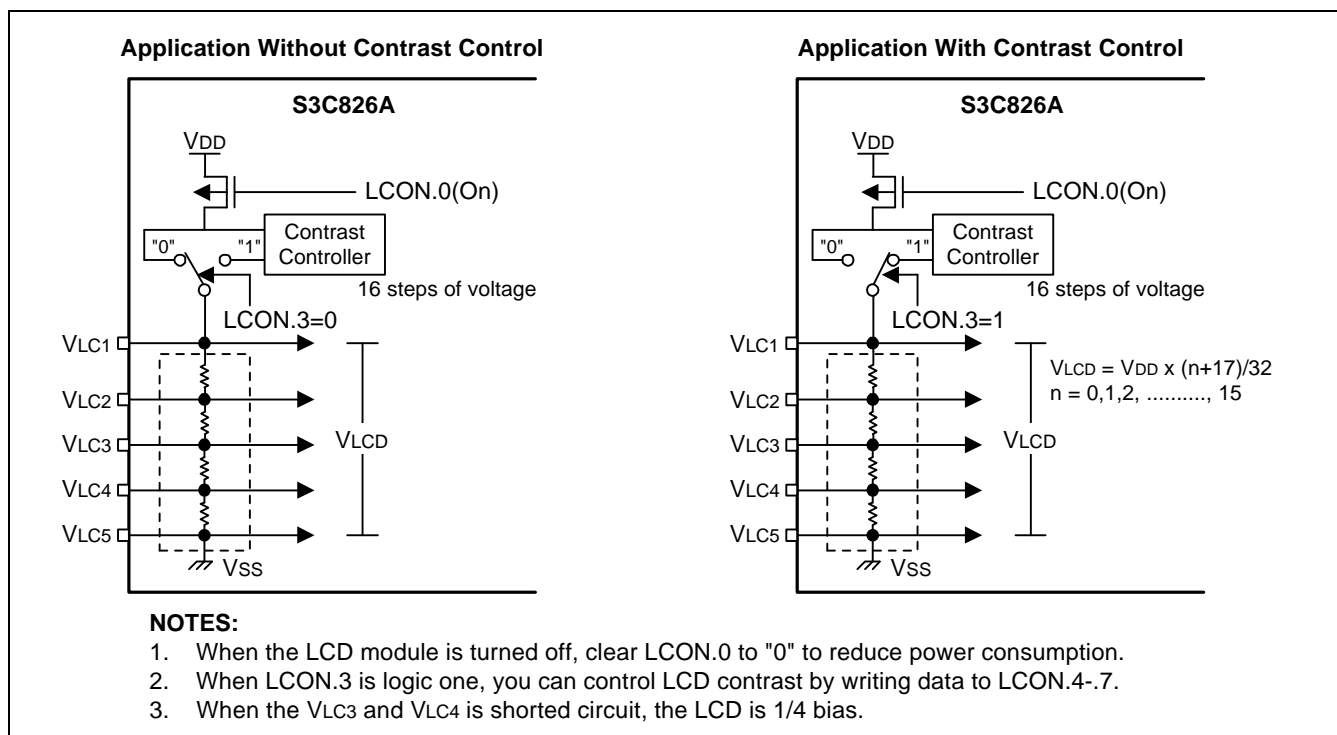 Application Without Contrast Control
S3C826A
VDD
LCON.0(On)
"0"
"1"
Contrast
Controller
16 steps of voltage
LCON.3=0
VLC1
VLC2
VLC3
VLCD
VLC4
VLC5
VSS
Application With Contrast Control
S3C826A
VDD
LCON.0(On)
"0"
"1"
Contrast
Controller
16 steps of voltage
LCON.3=1
VLC1
VLCD = VDD x (n+17)/32
n = 0,1,2, .........., 15
VLC2
VLC3
VLCD
VLC4
VLC5
VSS
NOTES:
1. When the LCD module is turned off, clear LCON.0 to "0" to reduce power consumption.
2. When LCON.3 is logic one, you can control LCD contrast by writing data to LCON.4-.7.
3. When the VLC3 and VLC4 is shorted circuit, the LCD is 1/4 bias.